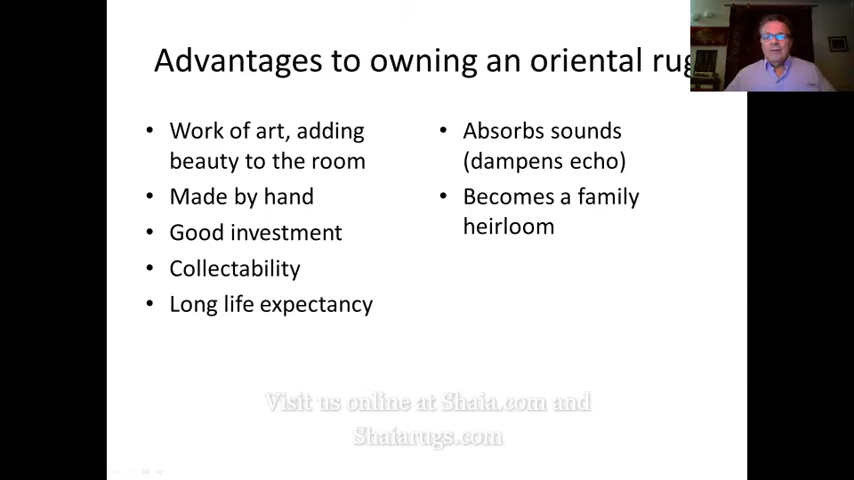 Advantages to owning an oriental rug
• Work of art, adding
beauty to the room
• Made by hand
• Good investment
• Collectability
• Long life expectancy
• Absorbs sounds
(dampens echo)
• Becomes a family
heirloom
Visit us online at Shaia.com and
Shaiarugs.com